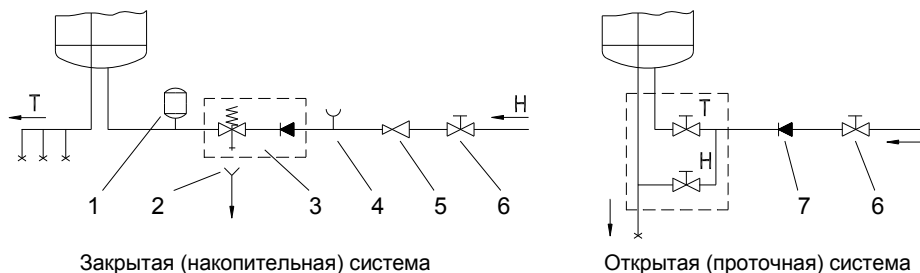 T
H
1 2 3 4 5 6
Закрытая (накопительная) система
T
H
7 6
Открытая (проточная) система